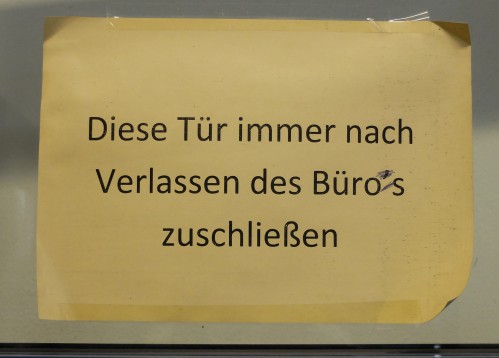 Diese Tür immer nach
Verlassen des Büro's
zuschließen